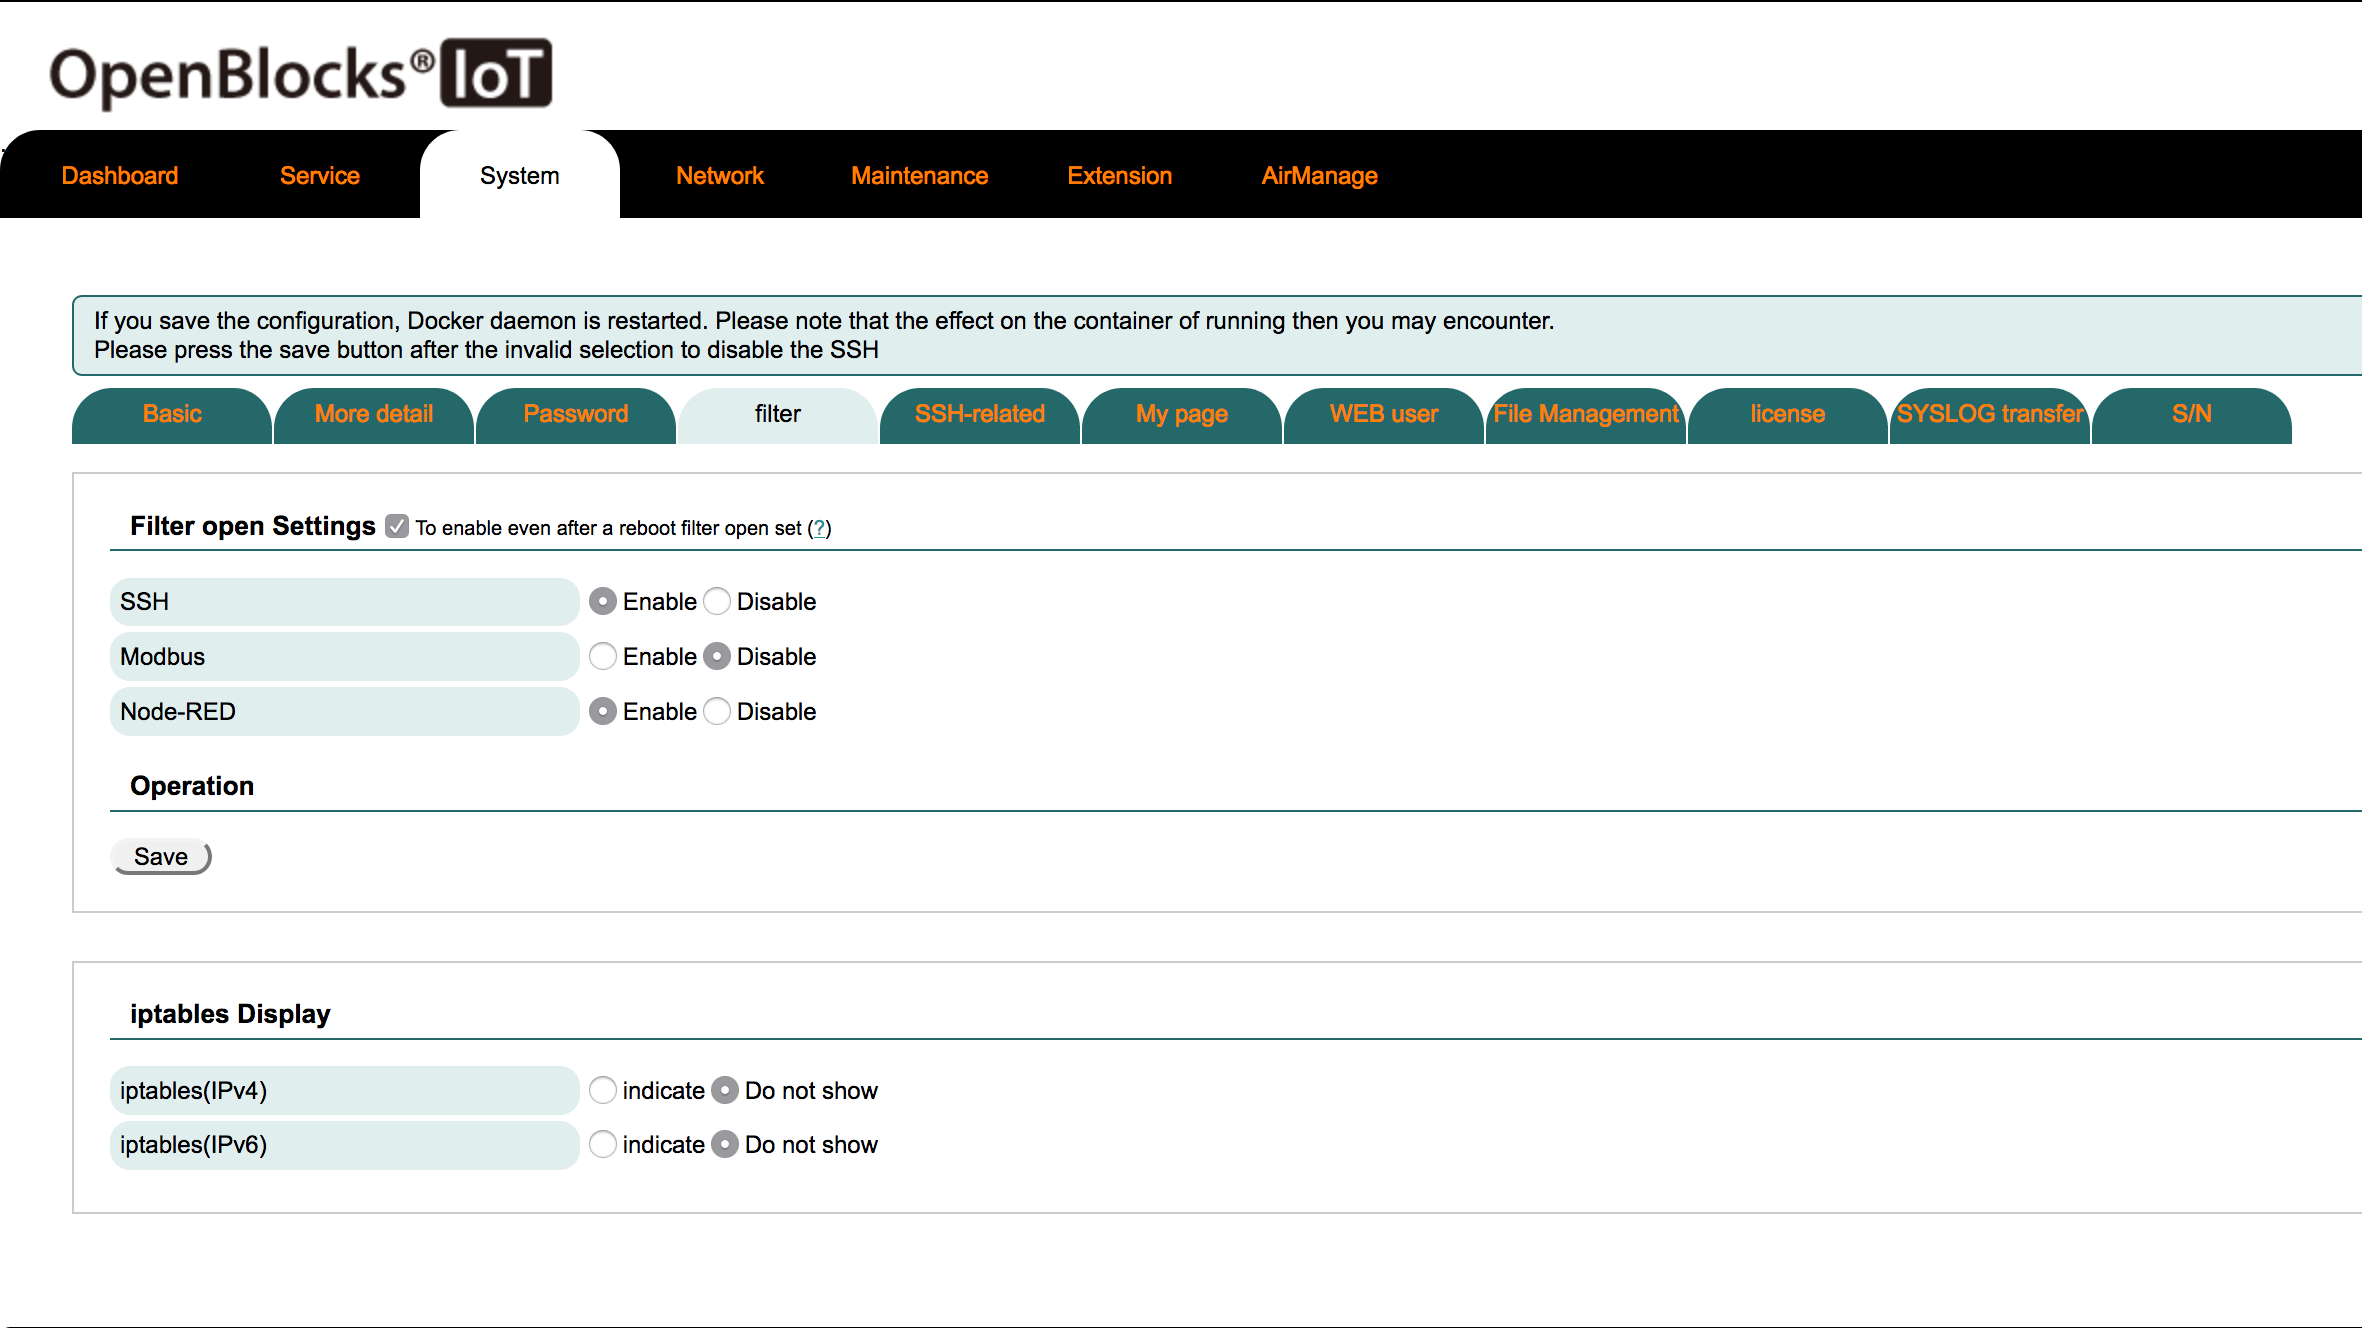 OpenBlocks® IoT
Dashboard Service System Network Maintenance Extension AirManage
If you save the configuration, Docker daemon is restarted. Please note that the effect on the container of running then you may encounter.
Please press the save button after the invalid selection to disable the SSH
Basic More detail Password filter SSH-related My page WEB user File Management license SYSLOG transfer S/N
Filter open Settings To enable even after a reboot filter open set (?)
SSH Enable Disable
Modbus Enable Disable
Node-RED Enable Disable
Operation
Save
iptables Display
iptables(IPv4) indicate Do not show
iptables(IPv6) indicate Do not show